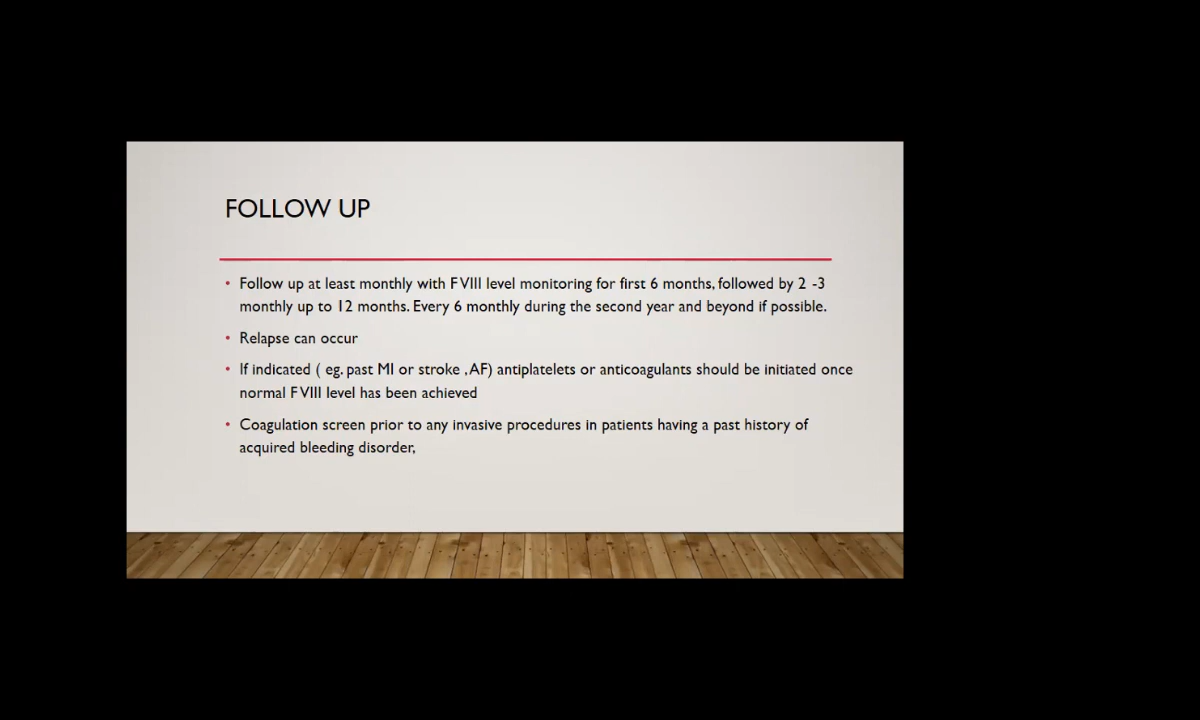 FOLLOW UP
• Follow up at least monthly with FVIII level monitoring for first 6 months, followed by 2 -3
monthly up to 12 months. Every 6 monthly during the second year and beyond if possible.
• Relapse can occur
• If indicated ( eg. past MI or stroke , AF) antiplatelets or anticoagulants should be initiated once
normal FVIII level has been achieved
• Coagulation screen prior to any invasive procedures in patients having a past history of
acquired bleeding disorder,